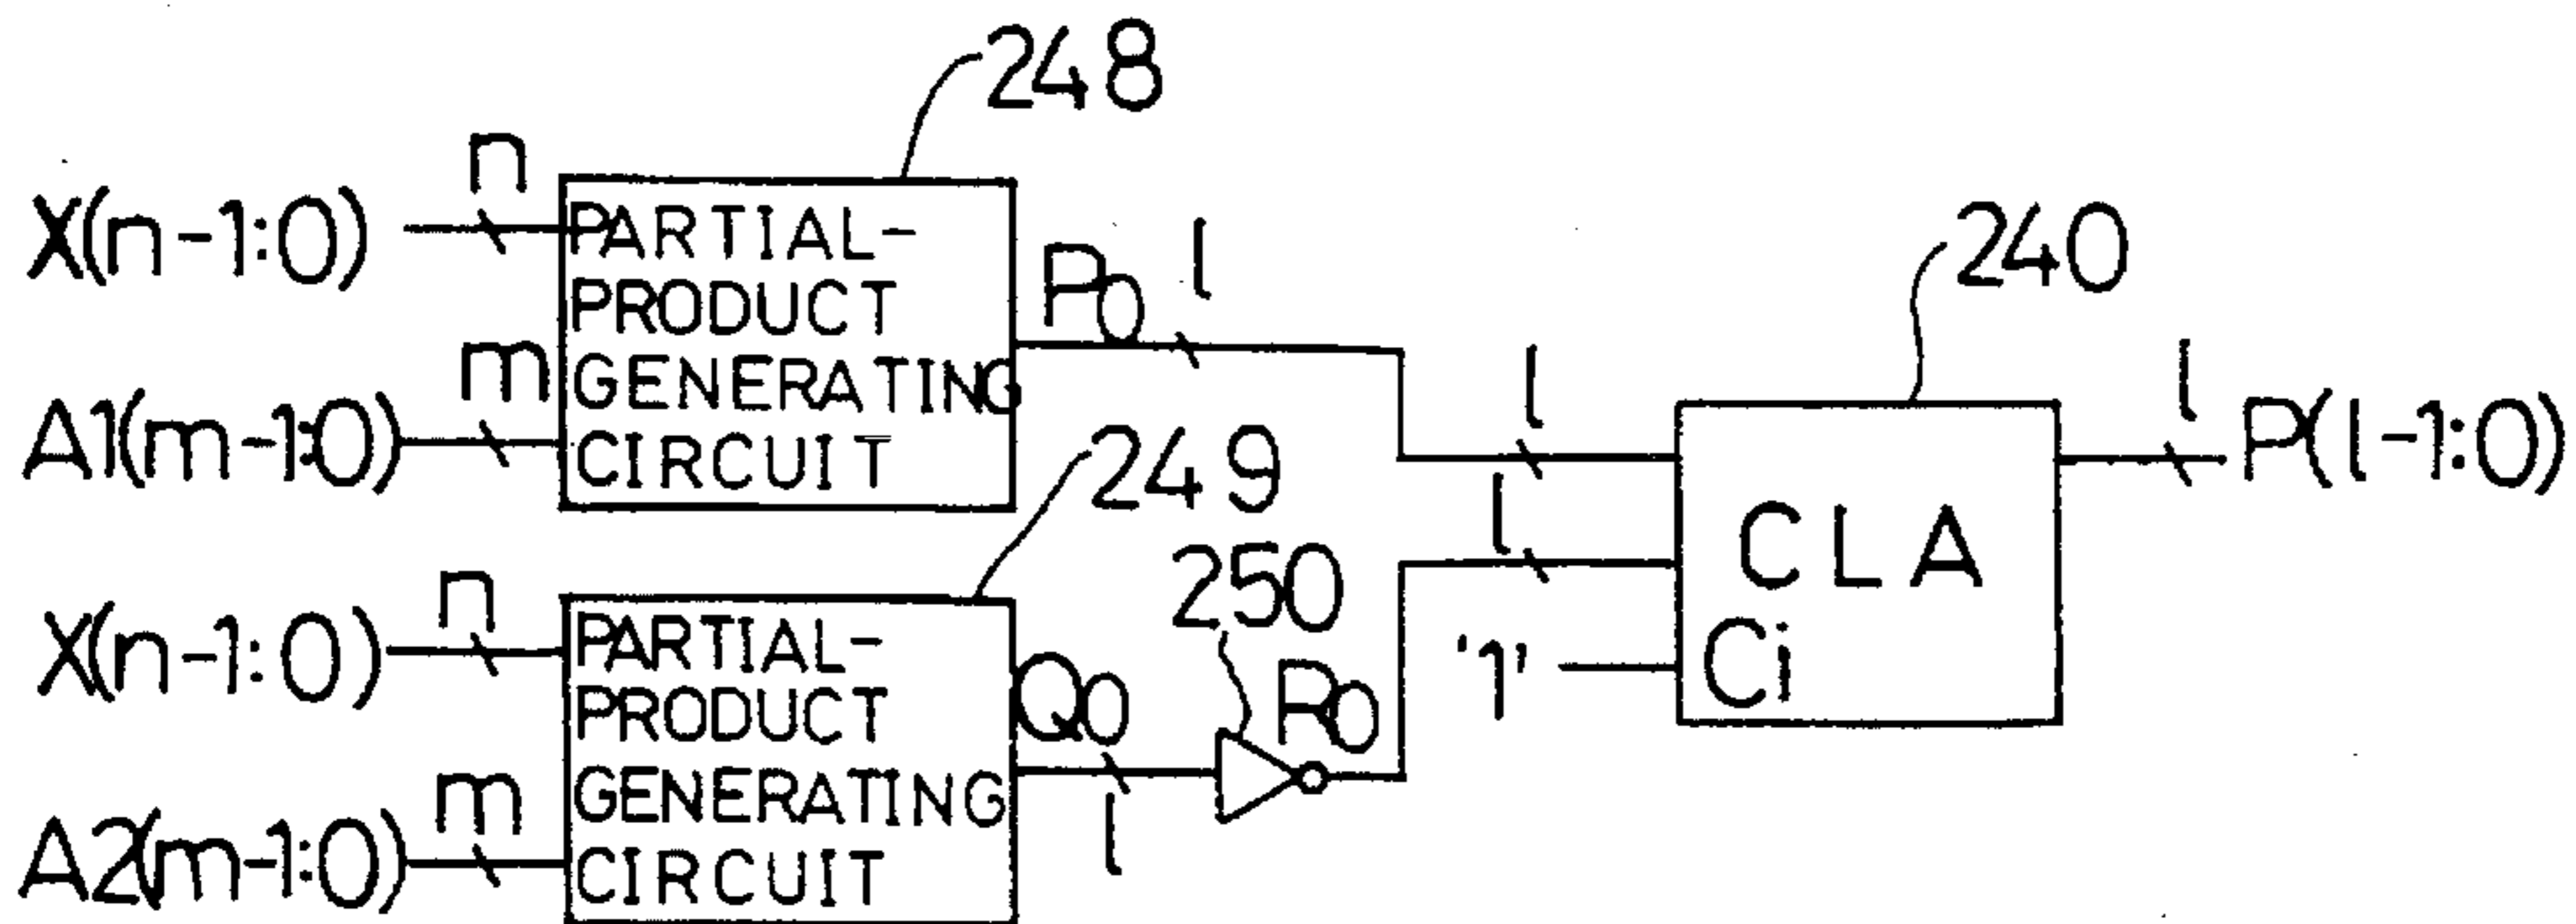 248
n
X(n-1:0)
PARTIAL-
PRODUCT
GENERATING
CIRCUIT
m
A1(m-1:0)
P0
l
240
l
l
CLA
Ci
'1'
l
P(l-1:0)
249
n
X(n-1:0)
PARTIAL-
PRODUCT
GENERATING
CIRCUIT
m
A2(m-1:0)
Q0
l
250
R0